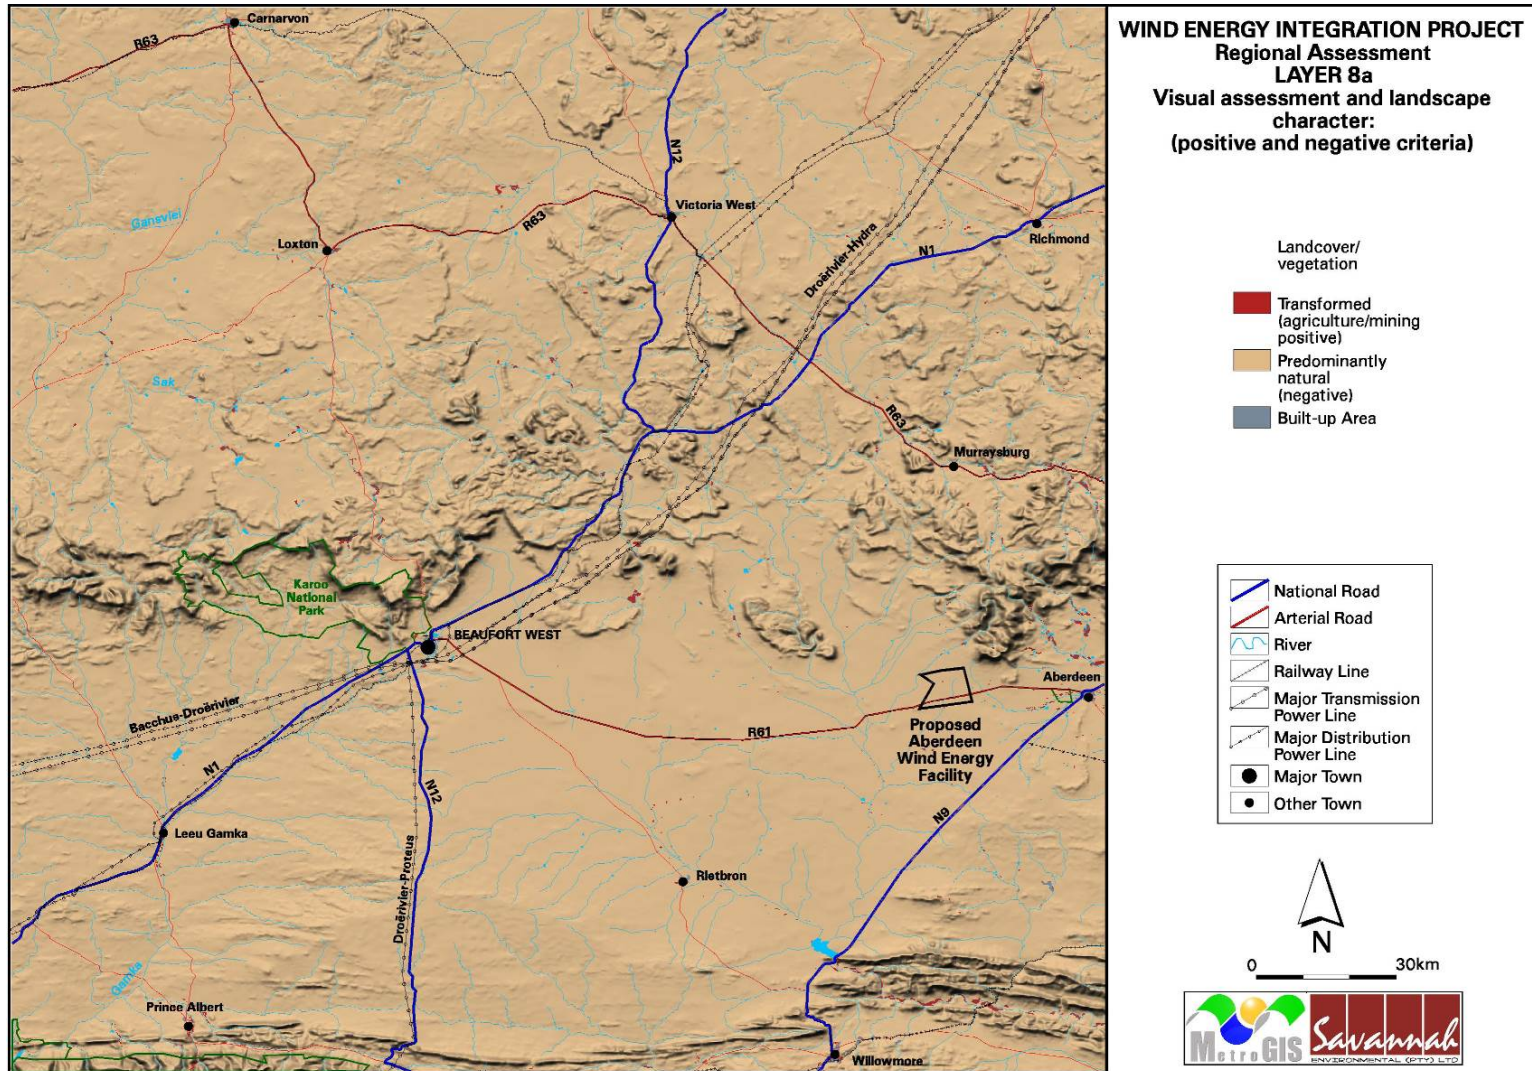 Carnarvon
R63
N12
Gansvlei
Victoria West
R63
Loxton
Richmond
N1
Droërivier-Hydra
Sak
R63
Murraysburg
Karoo
National
Park
BEAUFORT WEST
Aberdeen
Bacchus-Droërivier
R61
Proposed
Aberdeen
Wind Energy
Facility
N1
N12
N9
Leeu Gamka
Droërivier-Proteus
Rietbron
Gamka
Prince Albert
Willowmore
WIND ENERGY INTEGRATION PROJECT
Regional Assessment
LAYER 8a
Visual assessment and landscape
character:
(positive and negative criteria)
Landcover/
vegetation
Transformed
(agriculture/mining
positive)
Predominantly
natural
(negative)
Built-up Area
National Road
Arterial Road
River
Railway Line
Major Transmission
Power Line
Major Distribution
Power Line
Major Town
Other Town
N
0 30km
MetroGIS
Savannah
ENVIRONMENTAL (PTY) LTD